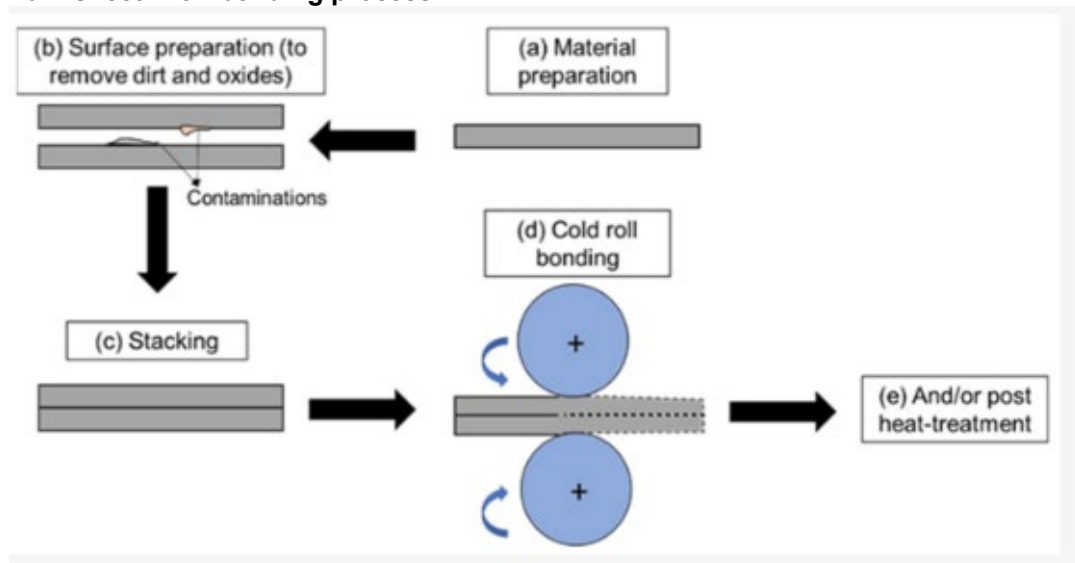 (b) Surface preparation (to
remove dirt and oxides)
(a) Material
preparation
Contaminations
(d) Cold roll
bonding
+
(c) Stacking
(e) And/or post
heat-treatment
+